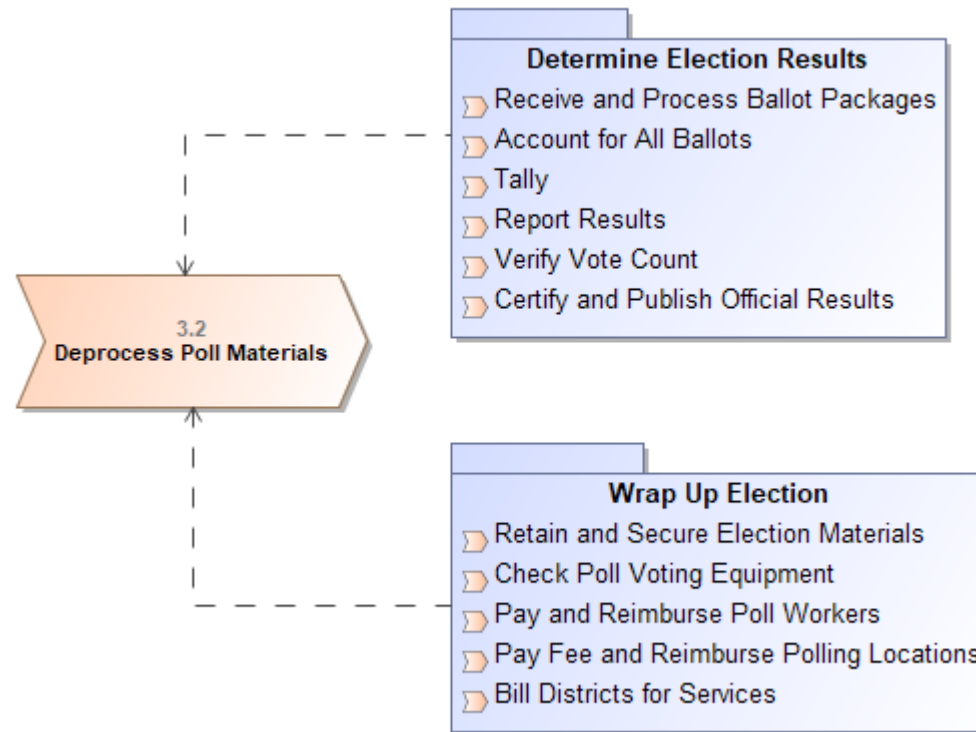 Determine Election Results
Receive and Process Ballot Packages
Account for All Ballots
Tally
Report Results
Verify Vote Count
Certify and Publish Official Results
3.2
Deprocess Poll Materials
Wrap Up Election
Retain and Secure Election Materials
Check Poll Voting Equipment
Pay and Reimburse Poll Workers
Pay Fee and Reimburse Polling Locations
Bill Districts for Services